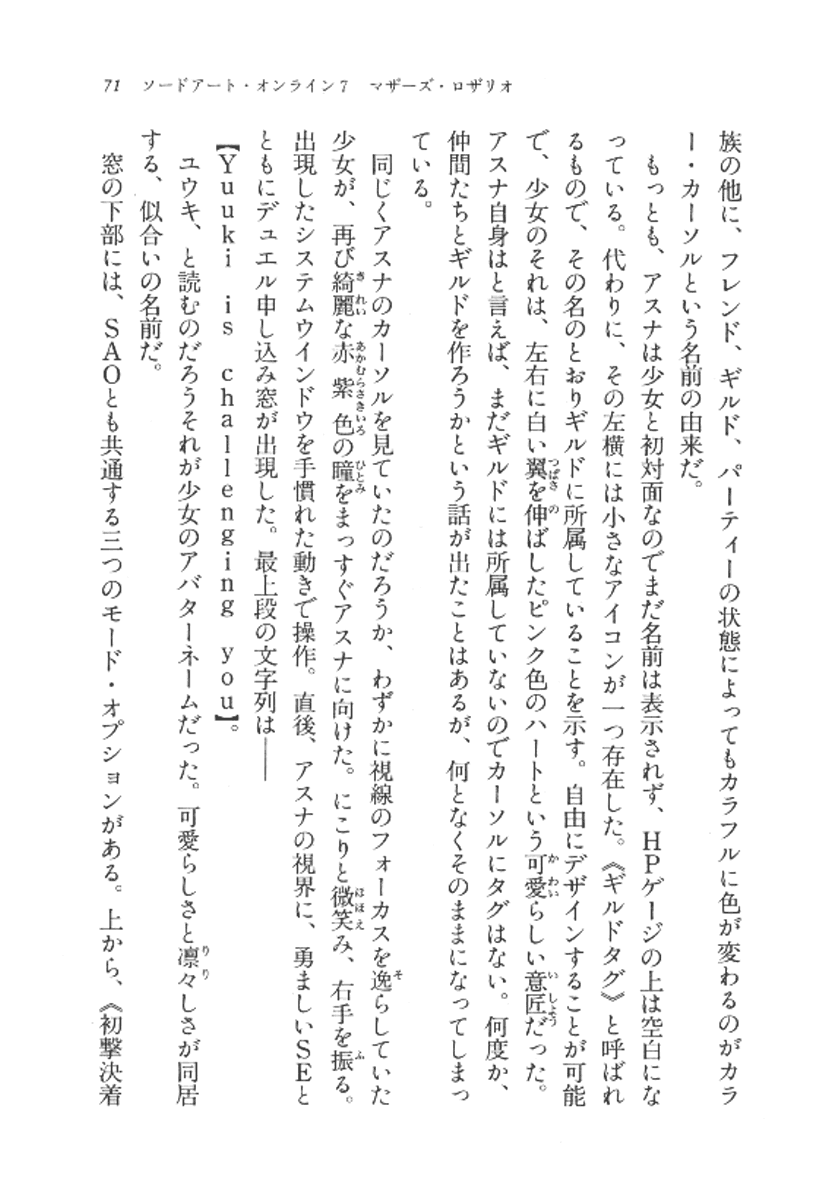 71　ソードアート・オンライン7　マザーズ・ロザリオ
族の他に、フレンド、ギルド、パーティーの状態によってもカラフルに色が変わるのがカラ
ー・カーソルという名前の由来だ。
　もっとも、アスナは少女と初対面なのでまだ名前は表示されず、HPゲージの上は空白にな
っている。代わりに、その左横には小さなアイコンが一つ存在した。《ギルドタグ》と呼ばれ
るもので、その名のとおりギルドに所属していることを示す。自由にデザインすることが可能
で、少女のそれは、左右に白い翼を伸ばしたピンク色のハートという可愛らしい意匠だった。
アスナ自身はと言えば、まだギルドには所属していないのでカーソルにタグはない。何度か、
仲間たちとギルドを作ろうかという話が出たことはあるが、何となくそのままになってしまっ
ている。
　同じくアスナのカーソルを見ていたのだろうか、わずかに視線のフォーカスを逸らしていた
少女が、再び綺麗な赤紫色の瞳をまっすぐアスナに向けた。にこりと微笑み、右手を振る。
出現したシステムウインドウを手慣れた動きで操作。直後、アスナの視界に、勇ましいSEと
ともにデュエル申し込み窓が出現した。最上段の文字列は――
【Yuuki is challenging you】。
　ユウキ、と読むのだろうそれが少女のアバターネームだった。可愛らしさと凛々しさが同居
する、似合いの名前だ。
　窓の下部には、SAOとも共通する三つのモード・オプションがある。上から、《初撃決着